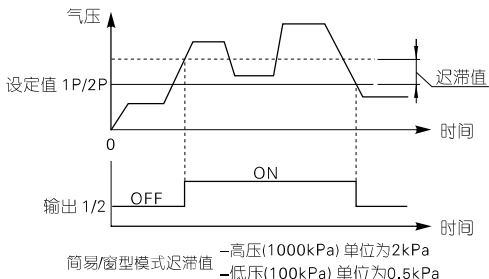 气压
设定值 1P/2P
迟滞值
0
时间
ON
OFF
输出 1/2
时间
简易/窗型模式迟滞值
–高压(1000kPa) 单位为2kPa
–低压(100kPa) 单位为0.5kPa